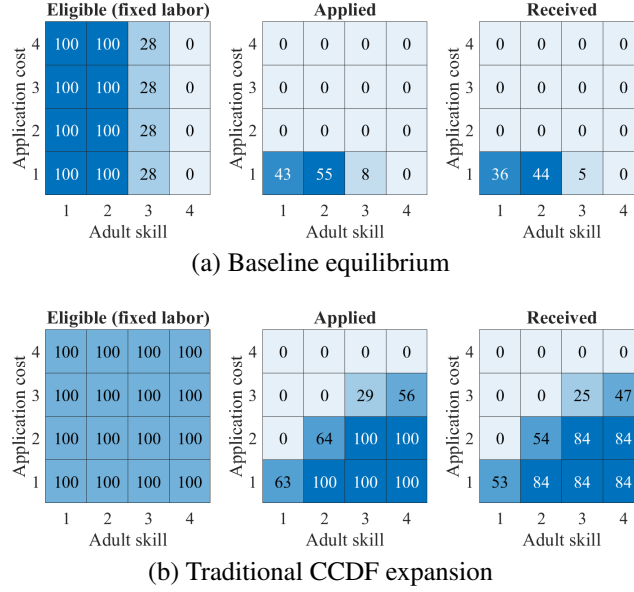 Eligible (fixed labor) Applied Received
Application cost Application cost Application cost
4 100 100 28 0 4 0 0 0 0 4 0 0 0 0
3 100 100 28 0 3 0 0 0 0 3 0 0 0 0
2 100 100 28 0 2 0 0 0 0 2 0 0 0 0
1 100 100 28 0 1 43 55 8 0 1 36 44 5 0
1 2 3 4 1 2 3 4 1 2 3 4
Adult skill Adult skill Adult skill
(a) Baseline equilibrium
Eligible (fixed labor) Applied Received
Application cost Application cost Application cost
4 100 100 100 100 4 0 0 0 0 4 0 0 0 0
3 100 100 100 100 3 0 0 29 56 3 0 0 25 47
2 100 100 100 100 2 0 64 100 100 2 0 54 84 84
1 100 100 100 100 1 63 100 100 100 1 53 84 84 84
1 2 3 4 1 2 3 4 1 2 3 4
Adult skill Adult skill Adult skill
(b) Traditional CCDF expansion